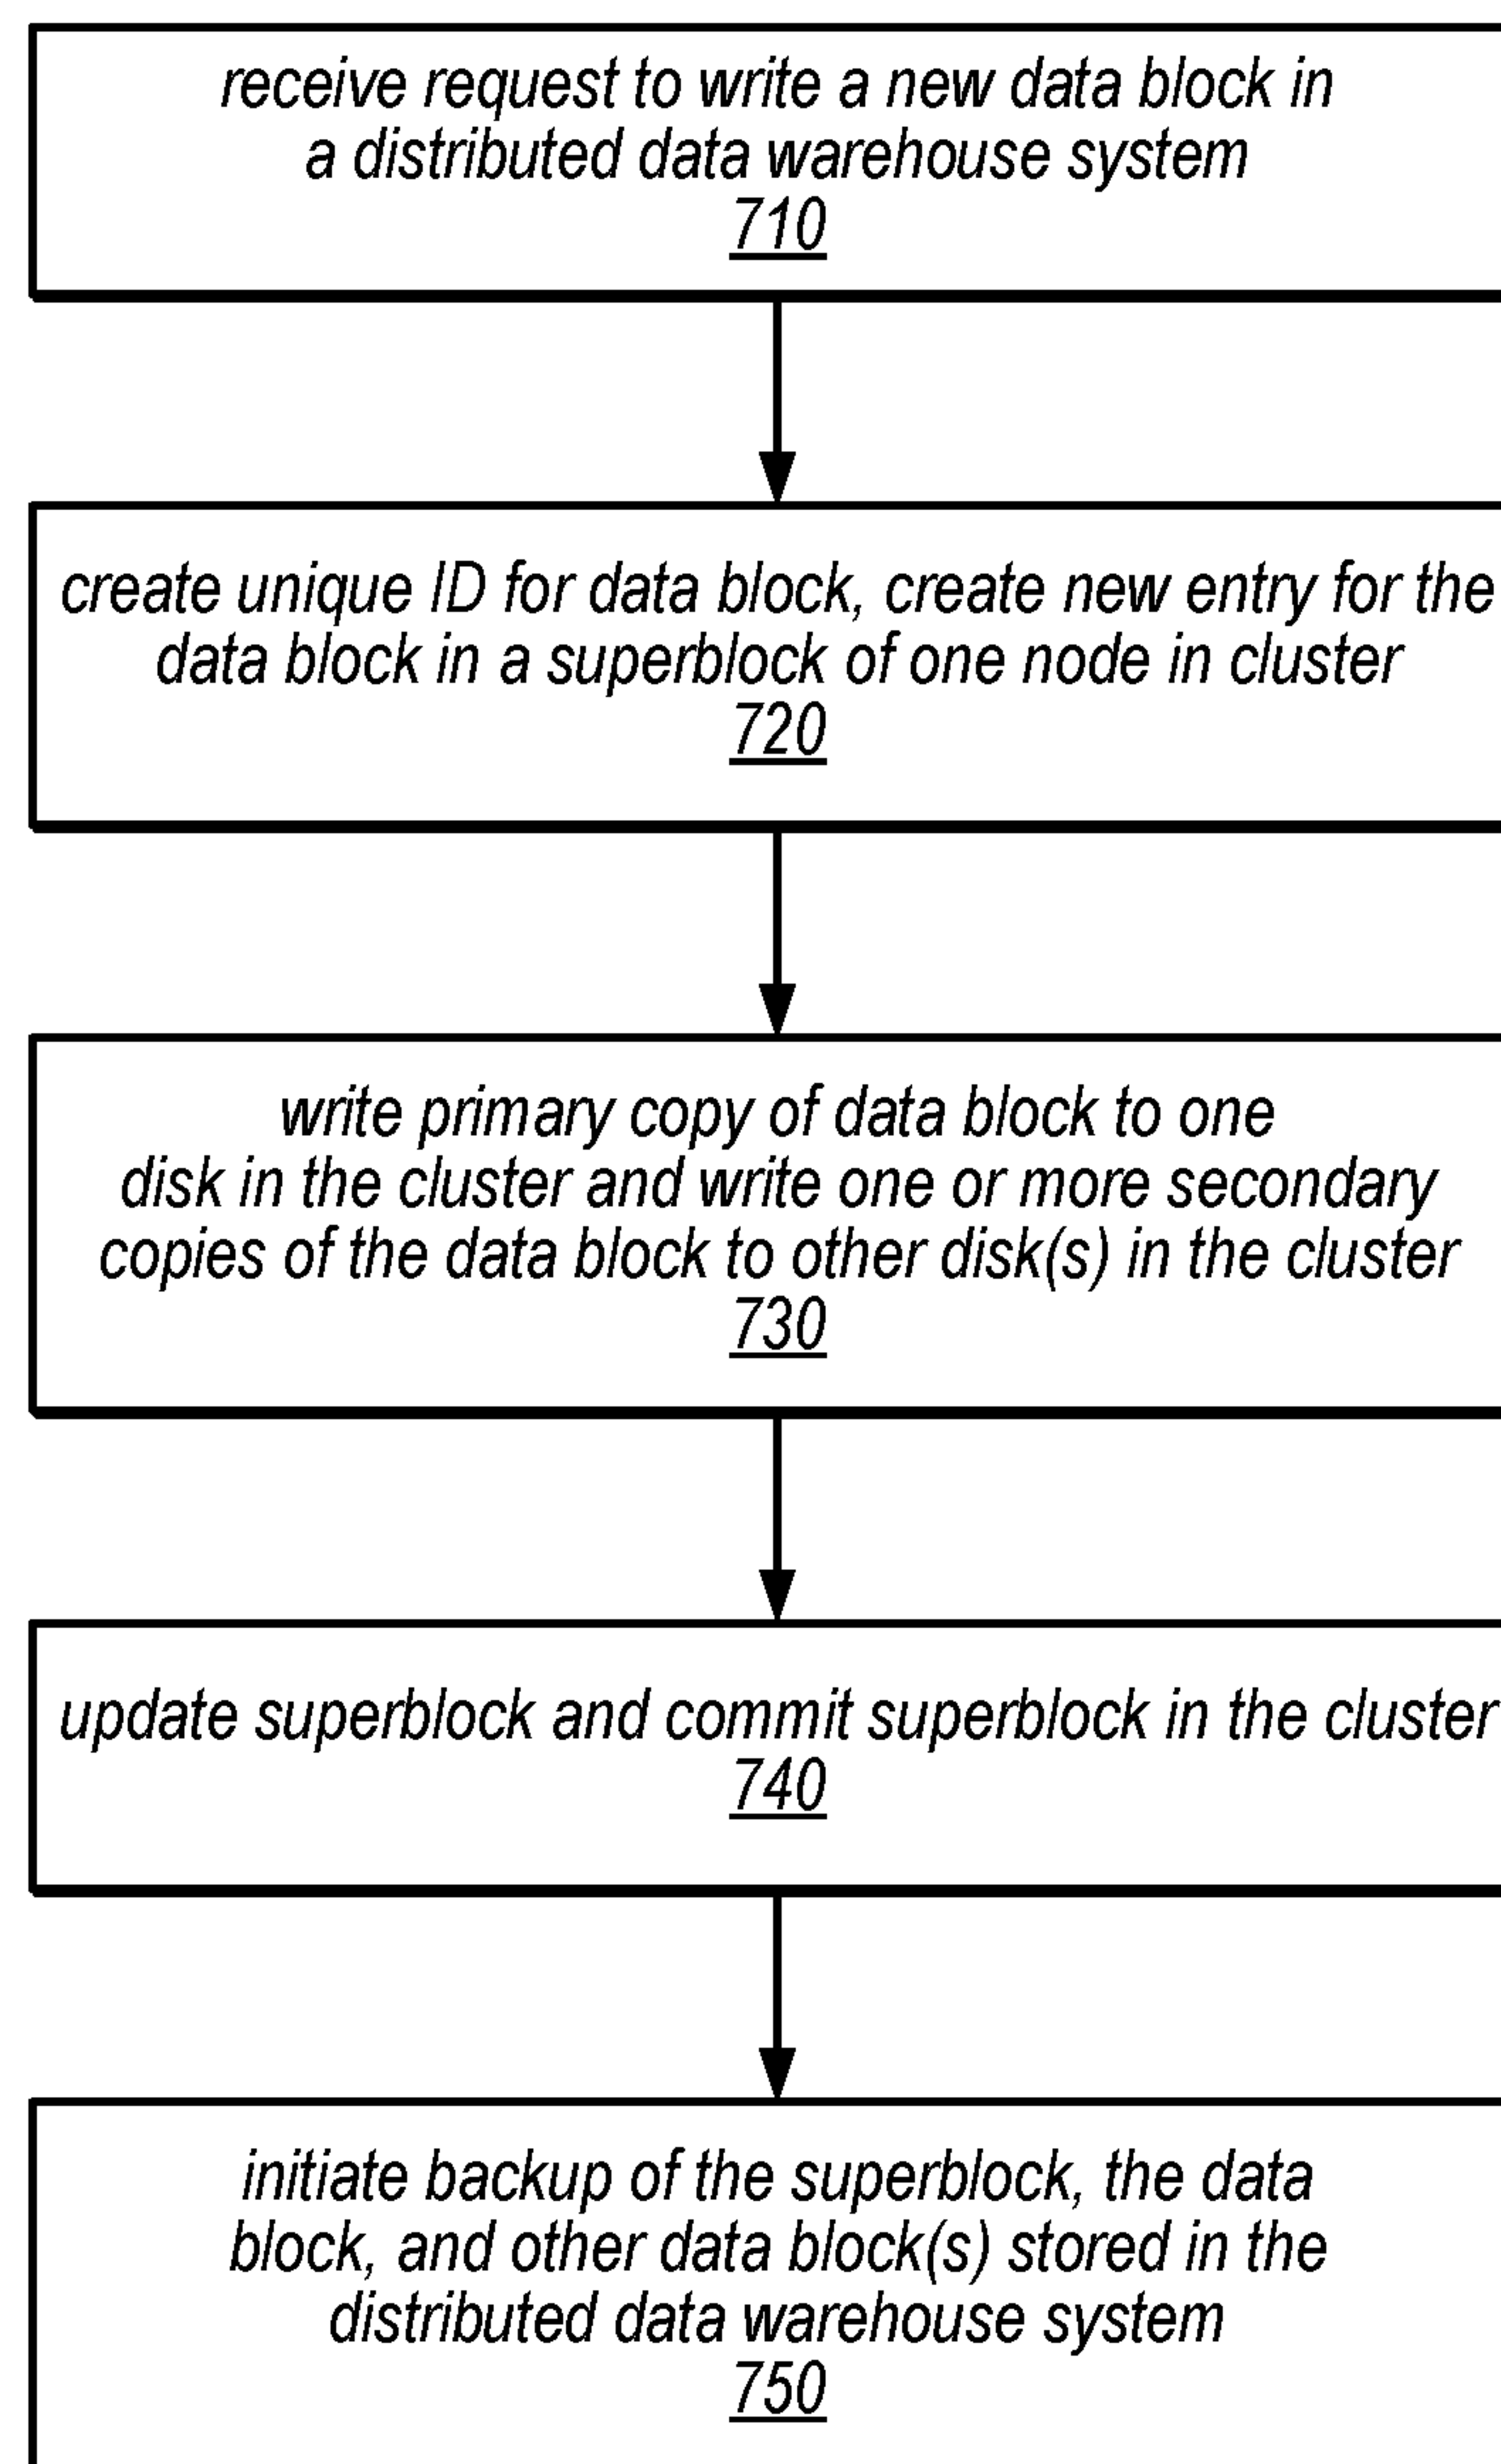 receive request to write a new data block in
a distributed data warehouse system
710
create unique ID for data block, create new entry for the
data block in a superblock of one node in cluster
720
write primary copy of data block to one
disk in the cluster and write one or more secondary
copies of the data block to other disk(s) in the cluster
730
update superblock and commit superblock in the cluster
740
initiate backup of the superblock, the data
block, and other data block(s) stored in the
distributed data warehouse system
750